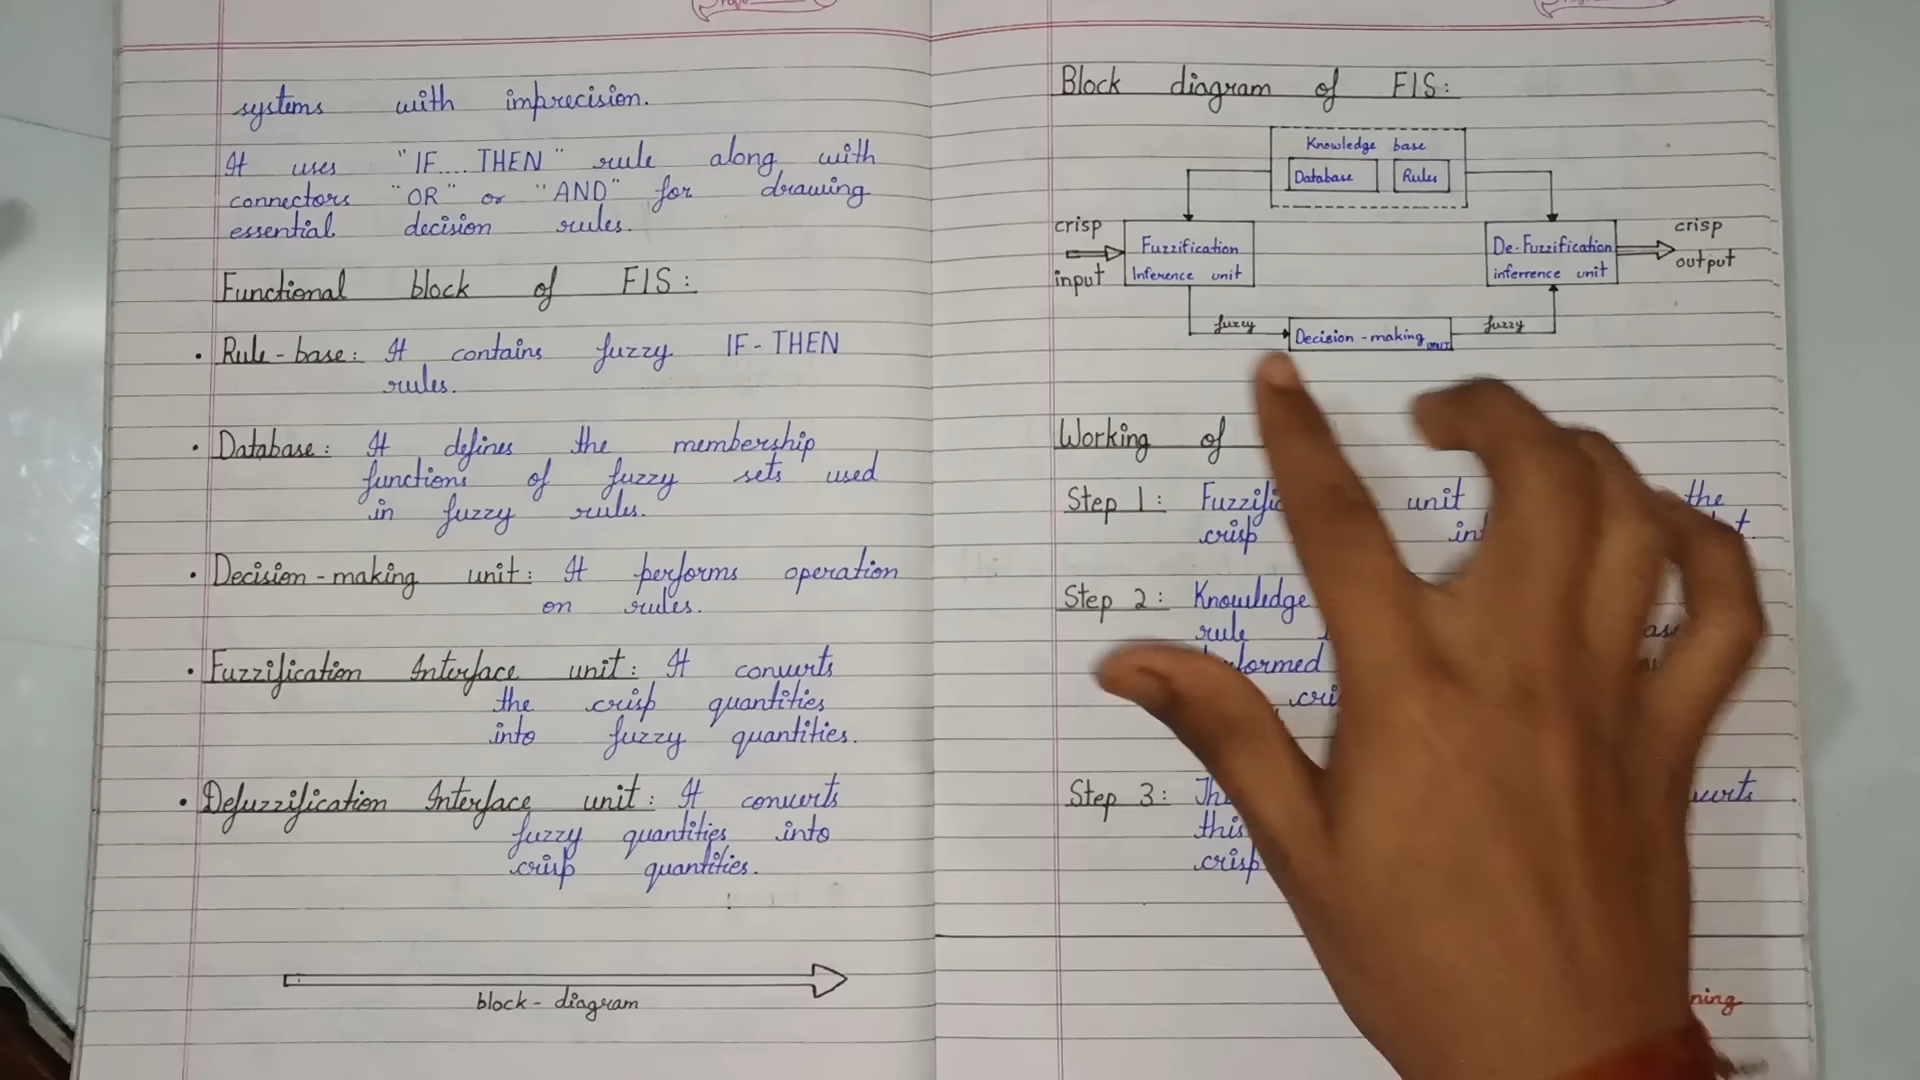 systems with imprecision.
It uses "IF....THEN" rule along with
connectors "OR" or "AND" for drawing
essential decision rules.
Functional block of FIS:
• Rule-base: It contains fuzzy IF-THEN
rules.
• Database: It defines the membership
functions of fuzzy sets used
in fuzzy rules.
• Decision-making unit: It performs operation
on rules.
• Fuzzification Interface unit: It converts
the crisp quantities
into fuzzy quantities.
• Defuzzification Interface unit: It converts
fuzzy quantities into
crisp quantities.
block-diagram
Block diagram of FIS:
Knowledge base
Database Rules
crisp
input
Fuzzification
Inference unit
De-Fuzzification
inferrence unit
crisp
output
fuzzy
Decision-making unit
fuzzy
Working of
Step 1: unit the
crisp
Step 2: Knowledge
rule
Step 3:
this
crisp